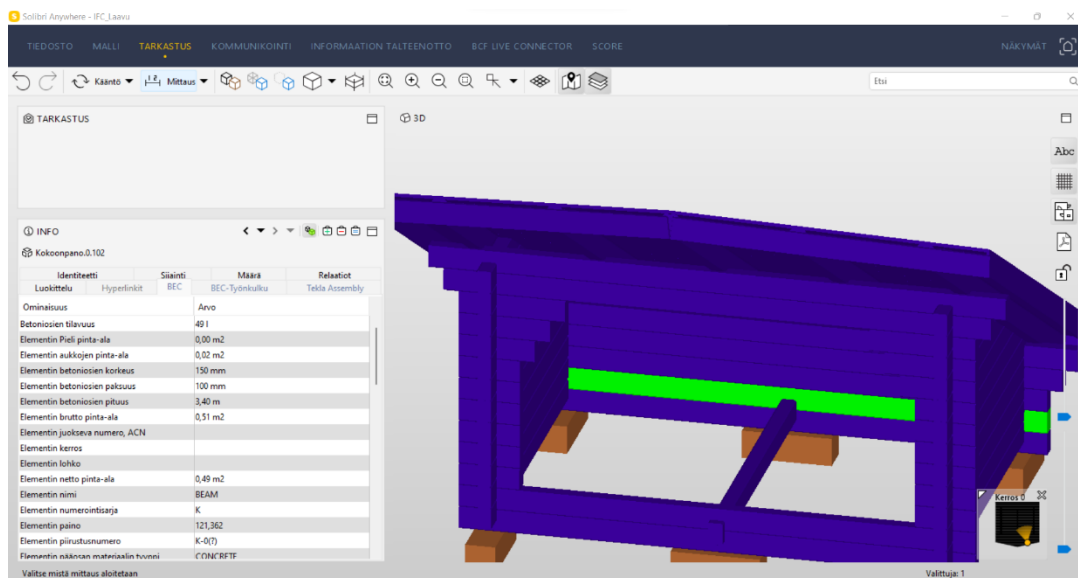 Solibri Anywhere - IFC_Laavu
TIEDOSTO MALLI TARKASTUS KOMMUNIKOINTI INFORMAATION TALTEENOTTO BCF LIVE CONNECTOR SCORE NÄKYMÄT
Kääntö Mittaus Etsi
TARKASTUS
3D
Abc
INFO
Kokoonpano.0.102
Identiteetti Sijainti Määrä Relaatiot
Luokittelu Hyperlinkit BEC BEC-Työnkulku Tekla Assembly
Ominaisuus Arvo
Betoniosien tilavuus 49 l
Elementin Pieli pinta-ala 0,00 m2
Elementin aukkojen pinta-ala 0,02 m2
Elementin betoniosien korkeus 150 mm
Elementin betoniosien paksuus 100 mm
Elementin betoniosien pituus 3,40 m
Elementin brutto pinta-ala 0,51 m2
Elementin juokseva numero, ACN
Elementin kerros
Elementin lohko
Elementin netto pinta-ala 0,49 m2
Elementin nimi BEAM
Elementin numerointisarja K
Elementin paino 121,362
Elementin piirustusnumero K-0(?)
Elementin pääosan materiaalin tyyppi CONCRETE
Kerros 0
Valitse mistä mittaus aloitetaan Valittuja: 1